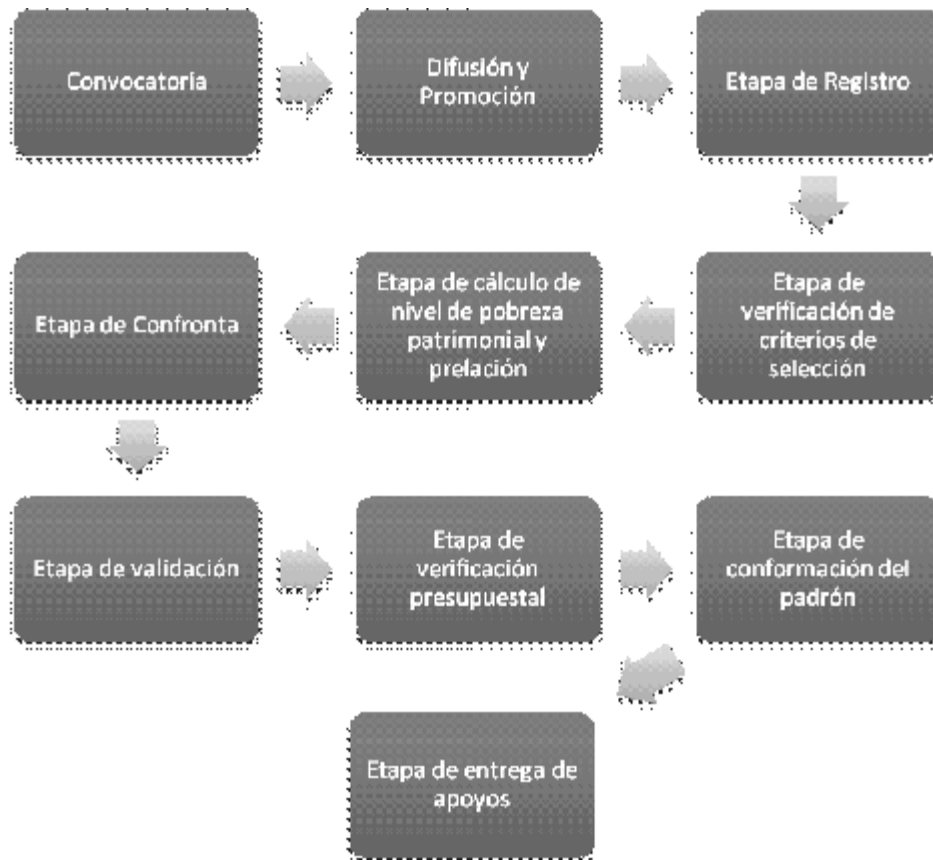 Convocatoria
Difusión y
Promoción
Etapa de Registro
Etapa de
verificación de
criterios de
selección
Etapa de cálculo de
nivel de pobreza
patrimonial y
prelación
Etapa de Confronta
Etapa de validación
Etapa de
verificación
presupuestal
Etapa de
conformación del
padrón
Etapa de entrega de
apoyos